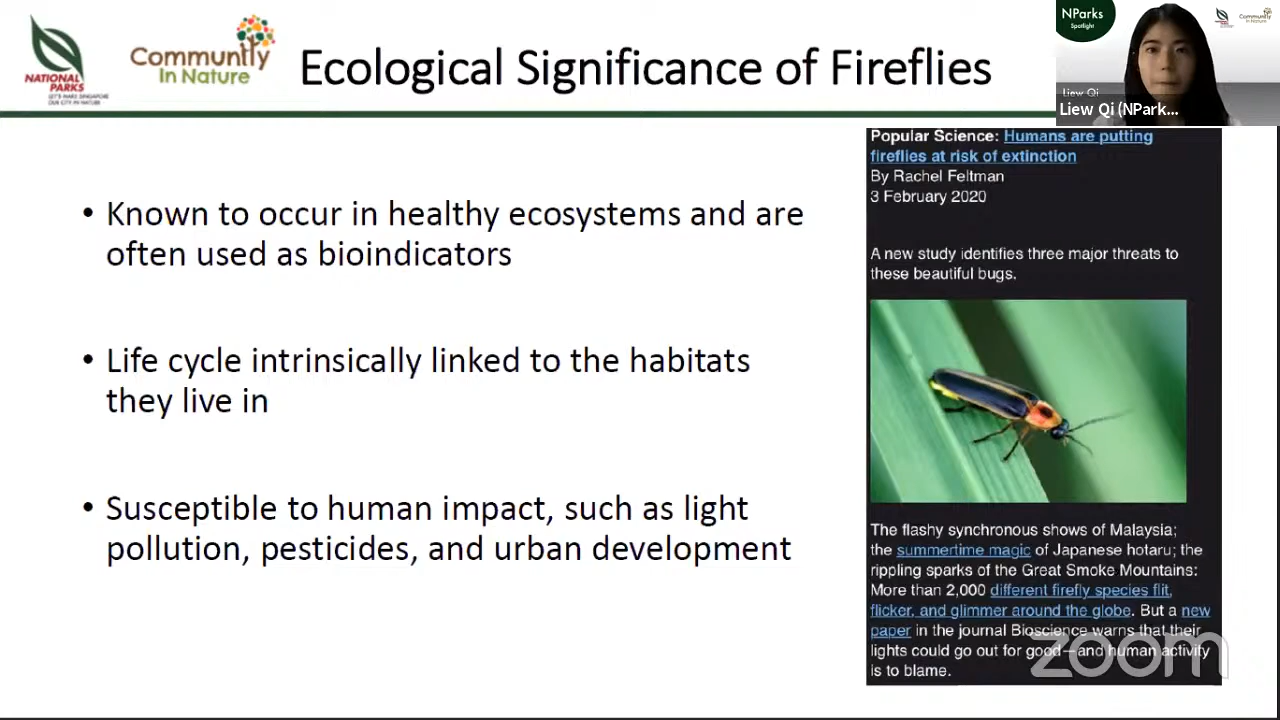 NATIONAL
PARKS
LET'S MAKE SINGAPORE
OUR CITY IN NATURE
Community
In Nature
Ecological Significance of Fireflies
NParks
Spotlight
Liew Qi
Liew Qi (NPark...
• Known to occur in healthy ecosystems and are
often used as bioindicators
• Life cycle intrinsically linked to the habitats
they live in
• Susceptible to human impact, such as light
pollution, pesticides, and urban development
Popular Science: Humans are putting
fireflies at risk of extinction
By Rachel Feltman
3 February 2020
A new study identifies three major threats to
these beautiful bugs.
The flashy synchronous shows of Malaysia;
the summertime magic of Japanese hotaru; the
rippling sparks of the Great Smoke Mountains:
More than 2,000 different firefly species flit,
flicker, and glimmer around the globe. But a new
paper in the journal Bioscience warns that their
lights could go out for good—and human activity
is to blame.
zoom